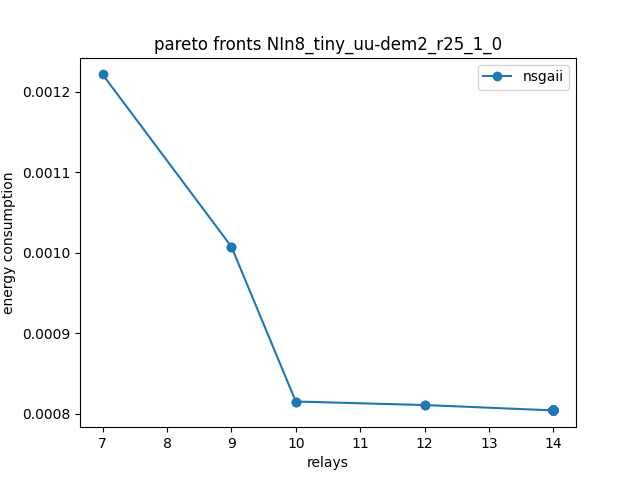 pareto fronts NIn8_tiny_uu-dem2_r25_1_0
nsgaii
energy consumption
0.0012
0.0011
0.0010
0.0009
0.0008
7 8 9 10 11 12 13 14
relays